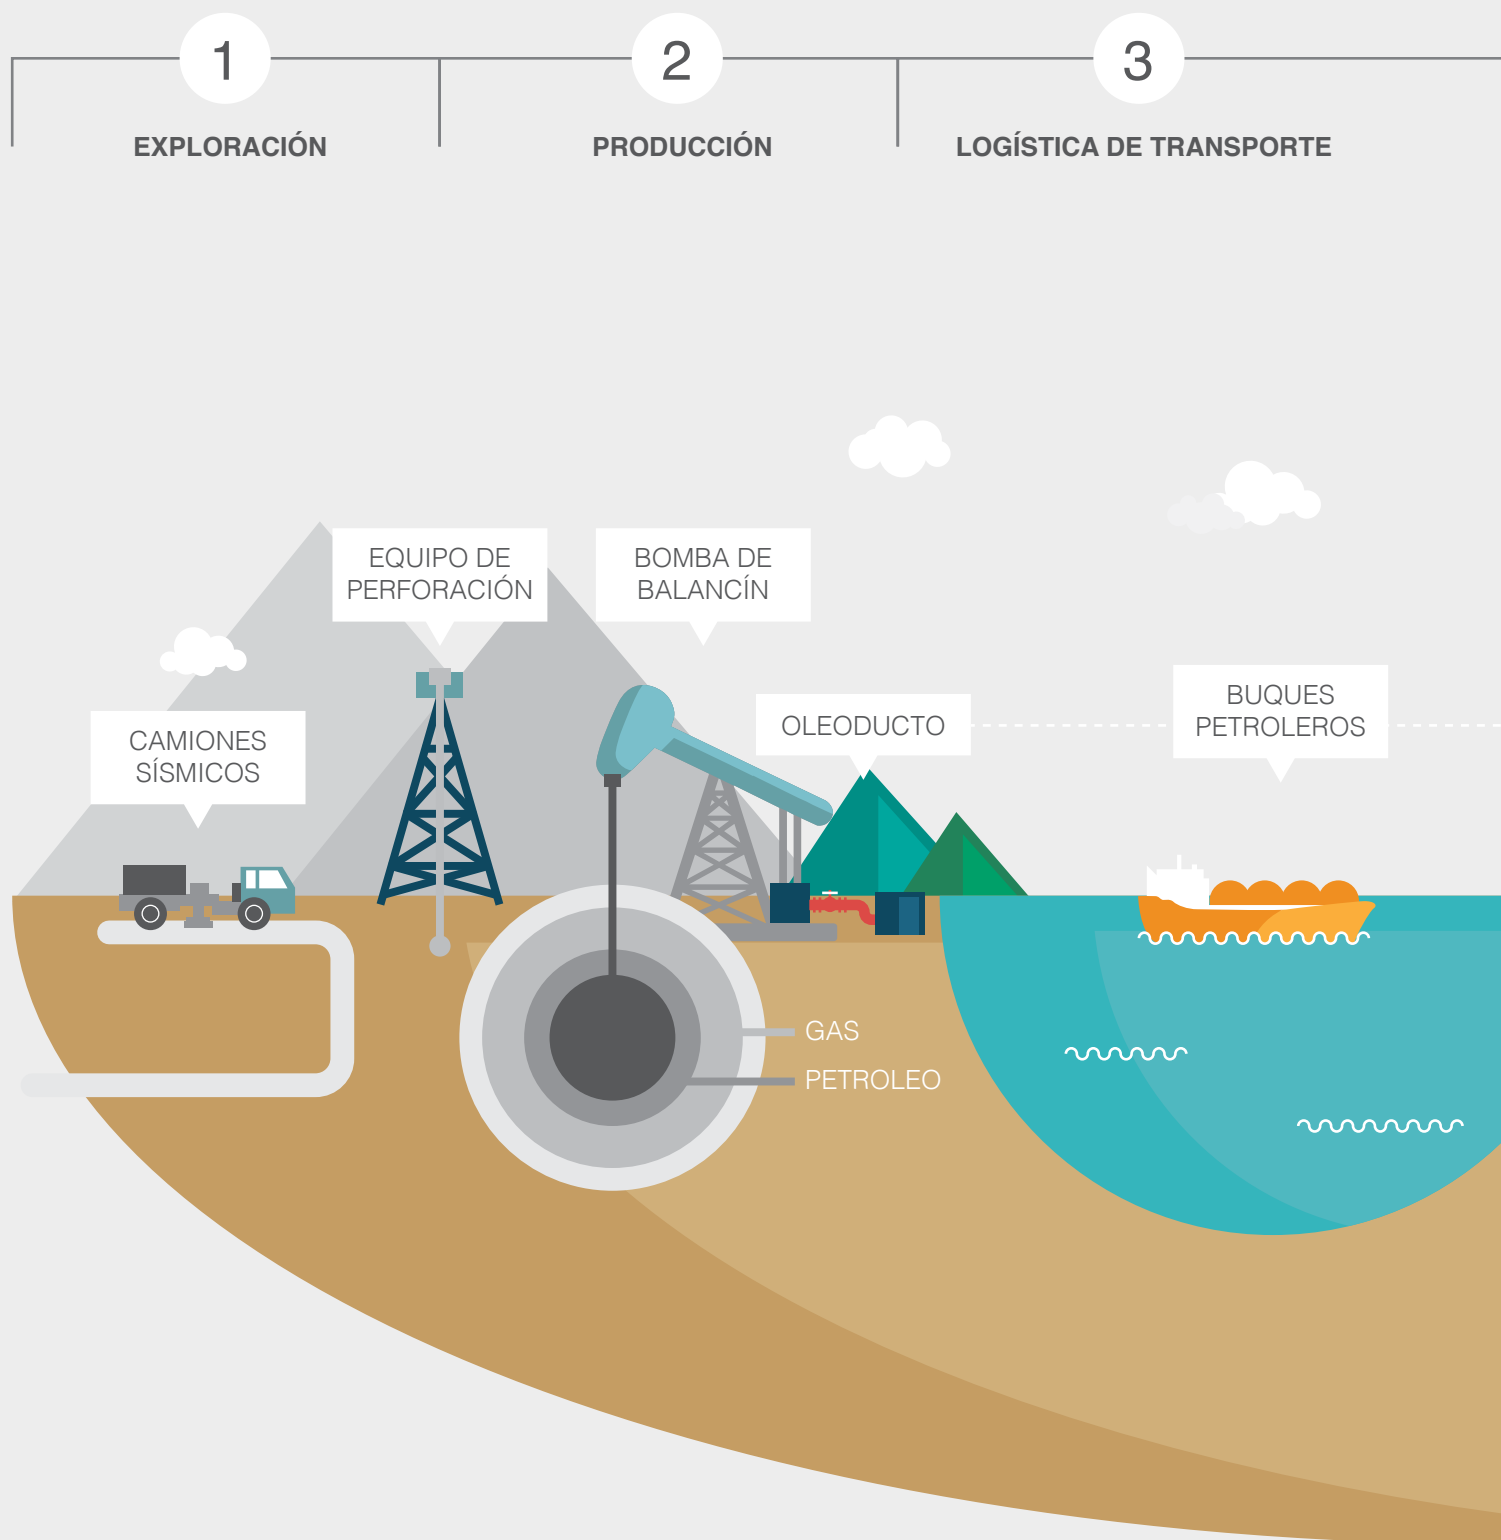 1
EXPLORACIÓN
2
PRODUCCIÓN
3
LOGÍSTICA DE TRANSPORTE
CAMIONES
SÍSMICOS
EQUIPO DE
PERFORACIÓN
BOMBA DE
BALANCÍN
OLEODUCTO
BUQUES
PETROLEROS
GAS
PETROLEO